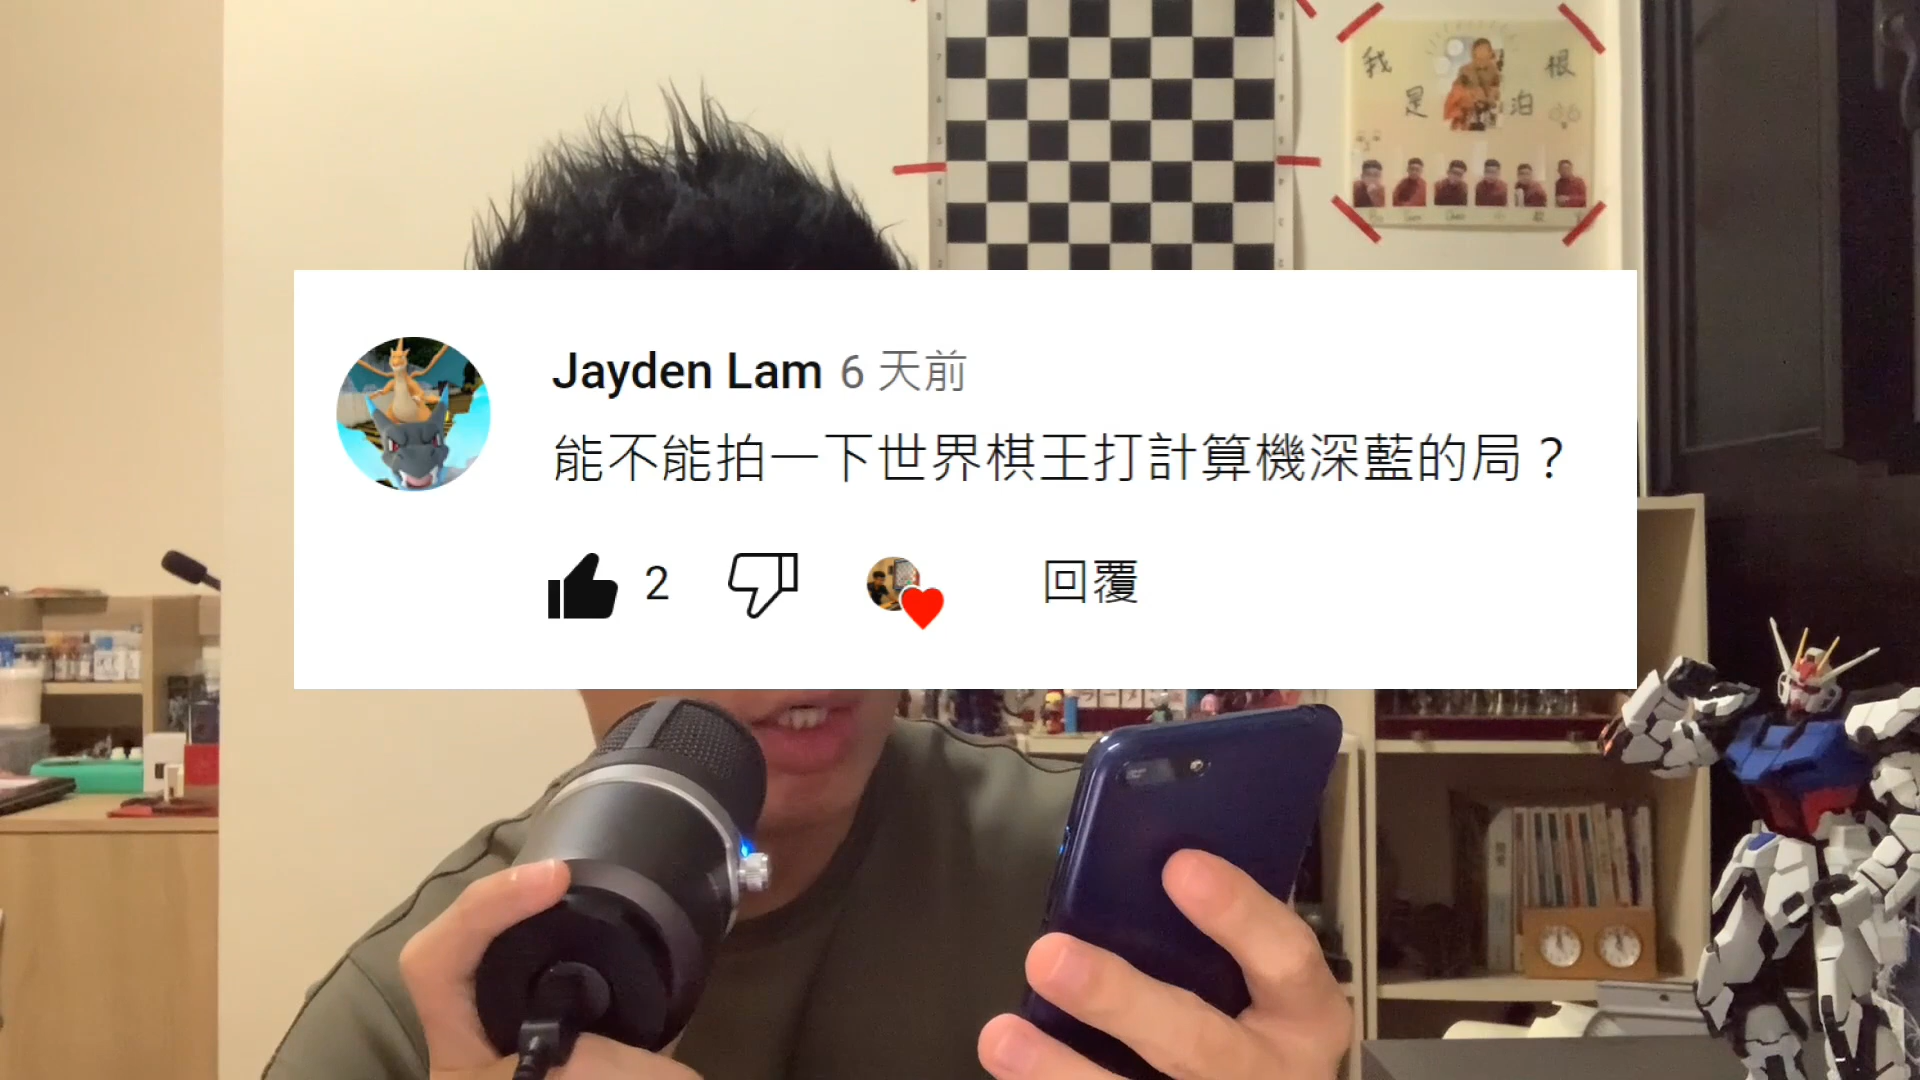 我 根
是 泊
Jayden Lam 6 天前
能不能拍一下世界棋王打計算機深藍的局？
2 回覆